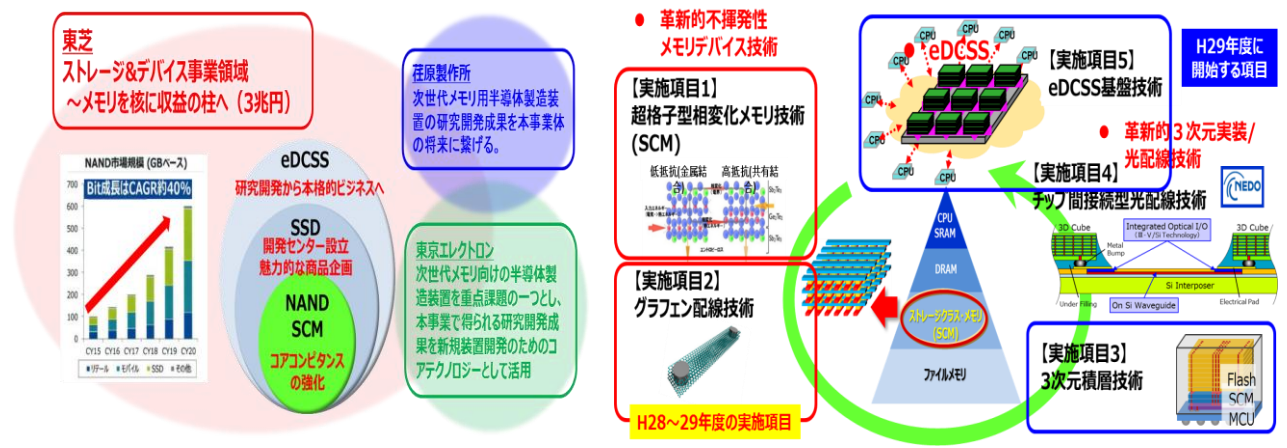 東芝
ストレージ&デバイス事業領域
~メモリを核に収益の柱へ(3兆円)
NAND市場規模 (GBベース)
Bit成長はCAGR約40%
700
600
500
400
300
200
100
0
CY15 CY16 CY17 CY18 CY19 CY20
リテール モバイル SSD その他
eDCSS
研究開発から本格的ビジネスへ
SSD
開発センター設立
魅力的な商品企画
NAND
SCM
コアコンピタンス
の強化
荏原製作所
次世代メモリ用半導体製造装
置の研究開発成果を本事業体
の将来に繋げる。
東京エレクトロン
次世代メモリ向けの半導体製
造装置を重点課題の一つとし、
本事業で得られる研究開発成
果を新規装置開発のためのコ
アテクノロジーとして活用
● 革新的不揮発性
メモリデバイス技術
【実施項目1】
超格子型相変化メモリ技術
(SCM)
低抵抗(金属結合)
高抵抗(共有結合)
【実施項目2】
グラフェン配線技術
H28~29年度の実施項目
CPU
CPU
CPU
CPU
CPU
CPU
CPU
CPU
CPU
eDCSS
【実施項目5】
eDCSS基盤技術
H29年度に
開始する項目
● 革新的3次元実装/
光配線技術
【実施項目4】
チップ間接続型光配線技術
NEDO
CPU
SRAM
DRAM
ストレージクラス・メモリ
(SCM)
ファイルメモリ
3D Cube
Metal
Bump
Integrated Optical I/O
(Ⅲ-V/Si Technology)
3D Cube
Si Interposer
Under Filling
On Si Waveguide
Electrical Pad
【実施項目3】
3次元積層技術
Flash
SCM
MCU